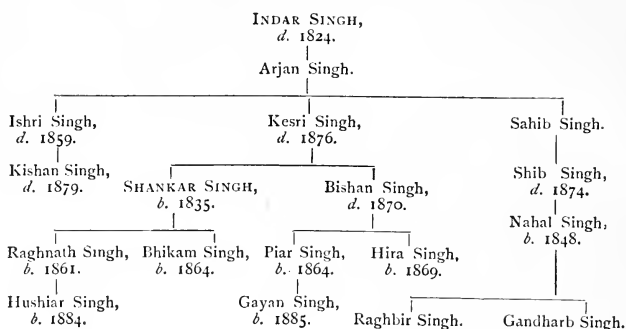 INDAR SINGH,
d. 1824.
Arjan Singh.
Ishri Singh,
d. 1859.
Kesri Singh,
d. 1876.
Sahib Singh.
Kishan Singh,
d. 1879.
SHANKAR SINGH,
b. 1835.
Bishan Singh,
d. 1870.
Shib Singh,
d. 1874.
Nahal Singh,
b. 1848.
Raghnath Singh,
b. 1861.
Bhikam Singh,
b. 1864.
Piar Singh,
b. 1864.
Hira Singh,
b. 1869.
Hushiar Singh,
b. 1884.
Gayan Singh,
b. 1885.
Raghbir Singh.
Gandharb Singh.